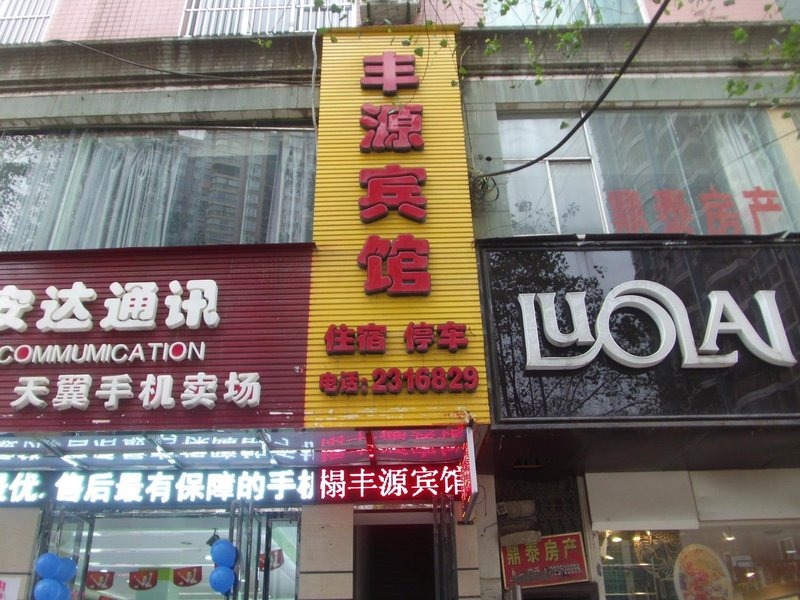 丰源宾馆
住宿 停车
电话:2316829
安达通讯
COMMUMICATION
天翼手机卖场
优.售后最有保障的手机
榻丰源宾馆
LUOLAI
鼎泰房产
鼎泰房产